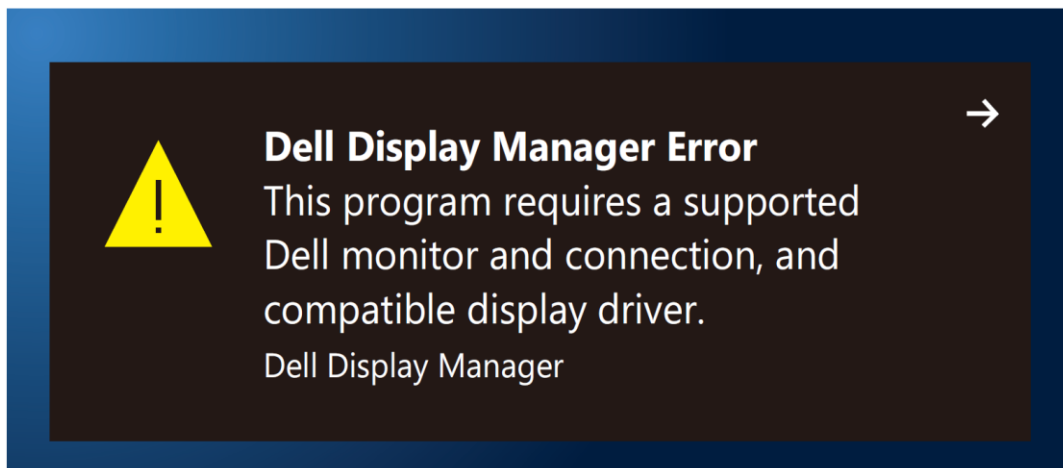 Dell Display Manager Error
This program requires a supported
Dell monitor and connection, and
compatible display driver.
Dell Display Manager